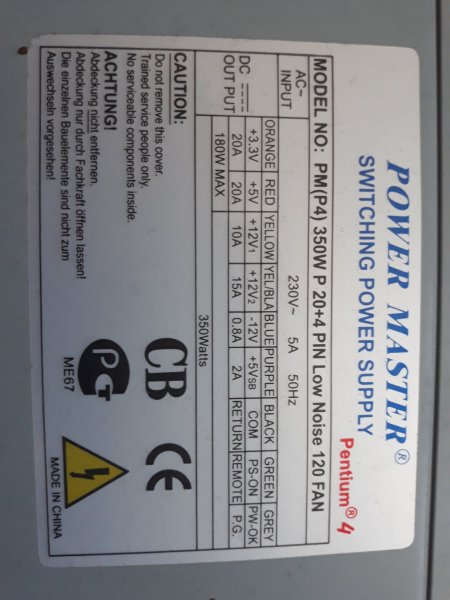 POWER MASTER®
SWITCHING POWER SUPPLY
Pentium® 4
MODEL NO: PM(P4) 350W P 20+4 PIN Low Noise 120 FAN
AC~ INPUT 230V~ 5A 50Hz
ORANGE RED YELLOW YEL/BLA BLUE PURPLE BLACK GREEN GREY
DC OUTPUT +3.3V +5V +12V1 +12V2 -12V +5VSB COM PS-ON PW-OK
20A 20A 10A 15A 0.8A 2A RETURN REMOTE P.G.
180W MAX
350Watts
CAUTION:
Do not remove this cover.
Trained service people only.
No serviceable components inside.
ACHTUNG!
Abdeckung nicht entfernen.
Abdeckung nur durch Fachkraft öffnen lassen!
Die einzelnen Bauelemente sind nicht zum
Auswechseln vorgesehen!
CB
CE
PG
ME67
MADE IN CHINA